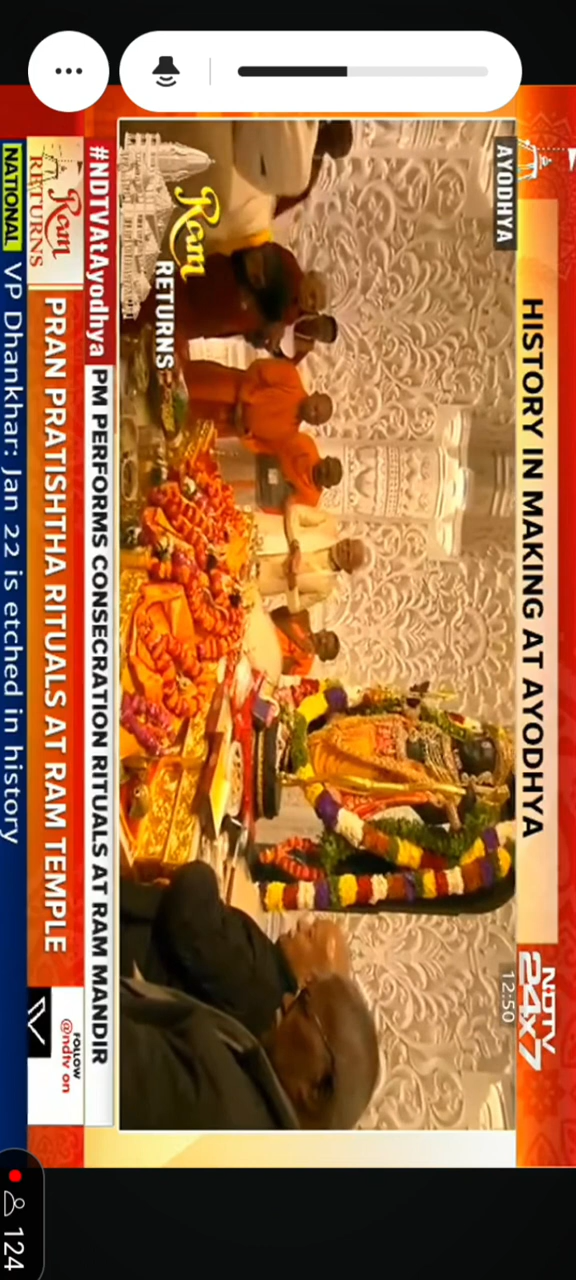 HISTORY IN MAKING AT AYODHYA
AYODHYA
NDTV
24x7
12:50
Ram
RETURNS
#NDTVAtAyodhya
PM PERFORMS CONSECRATION RITUALS AT RAM MANDIR
Ram
RETURNS
PRAN PRATISHTHA RITUALS AT RAM TEMPLE
FOLLOW
@ndtv on
NATIONAL
VP Dhankhar: Jan 22 is etched in history
124